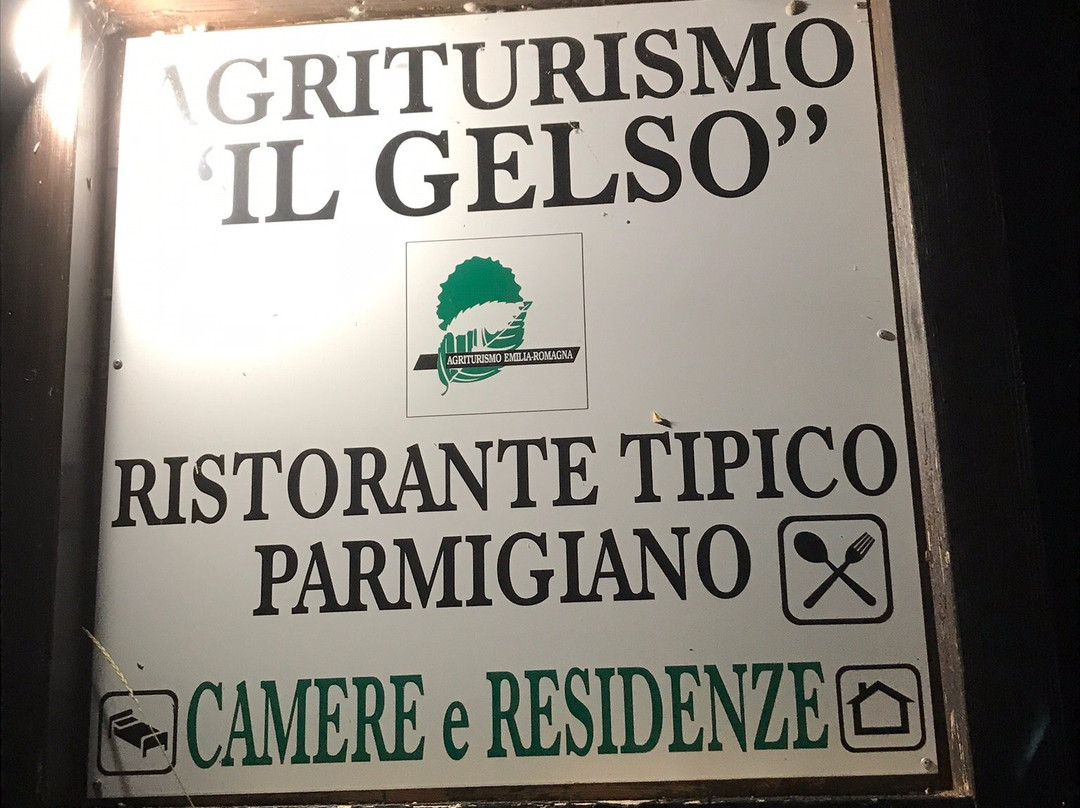 AGRITURISMO
"IL GELSO”
AGRITURISMO EMILIA-ROMAGNA
RISTORANTE TIPICO
PARMIGIANO
CAMERE e RESIDENZE